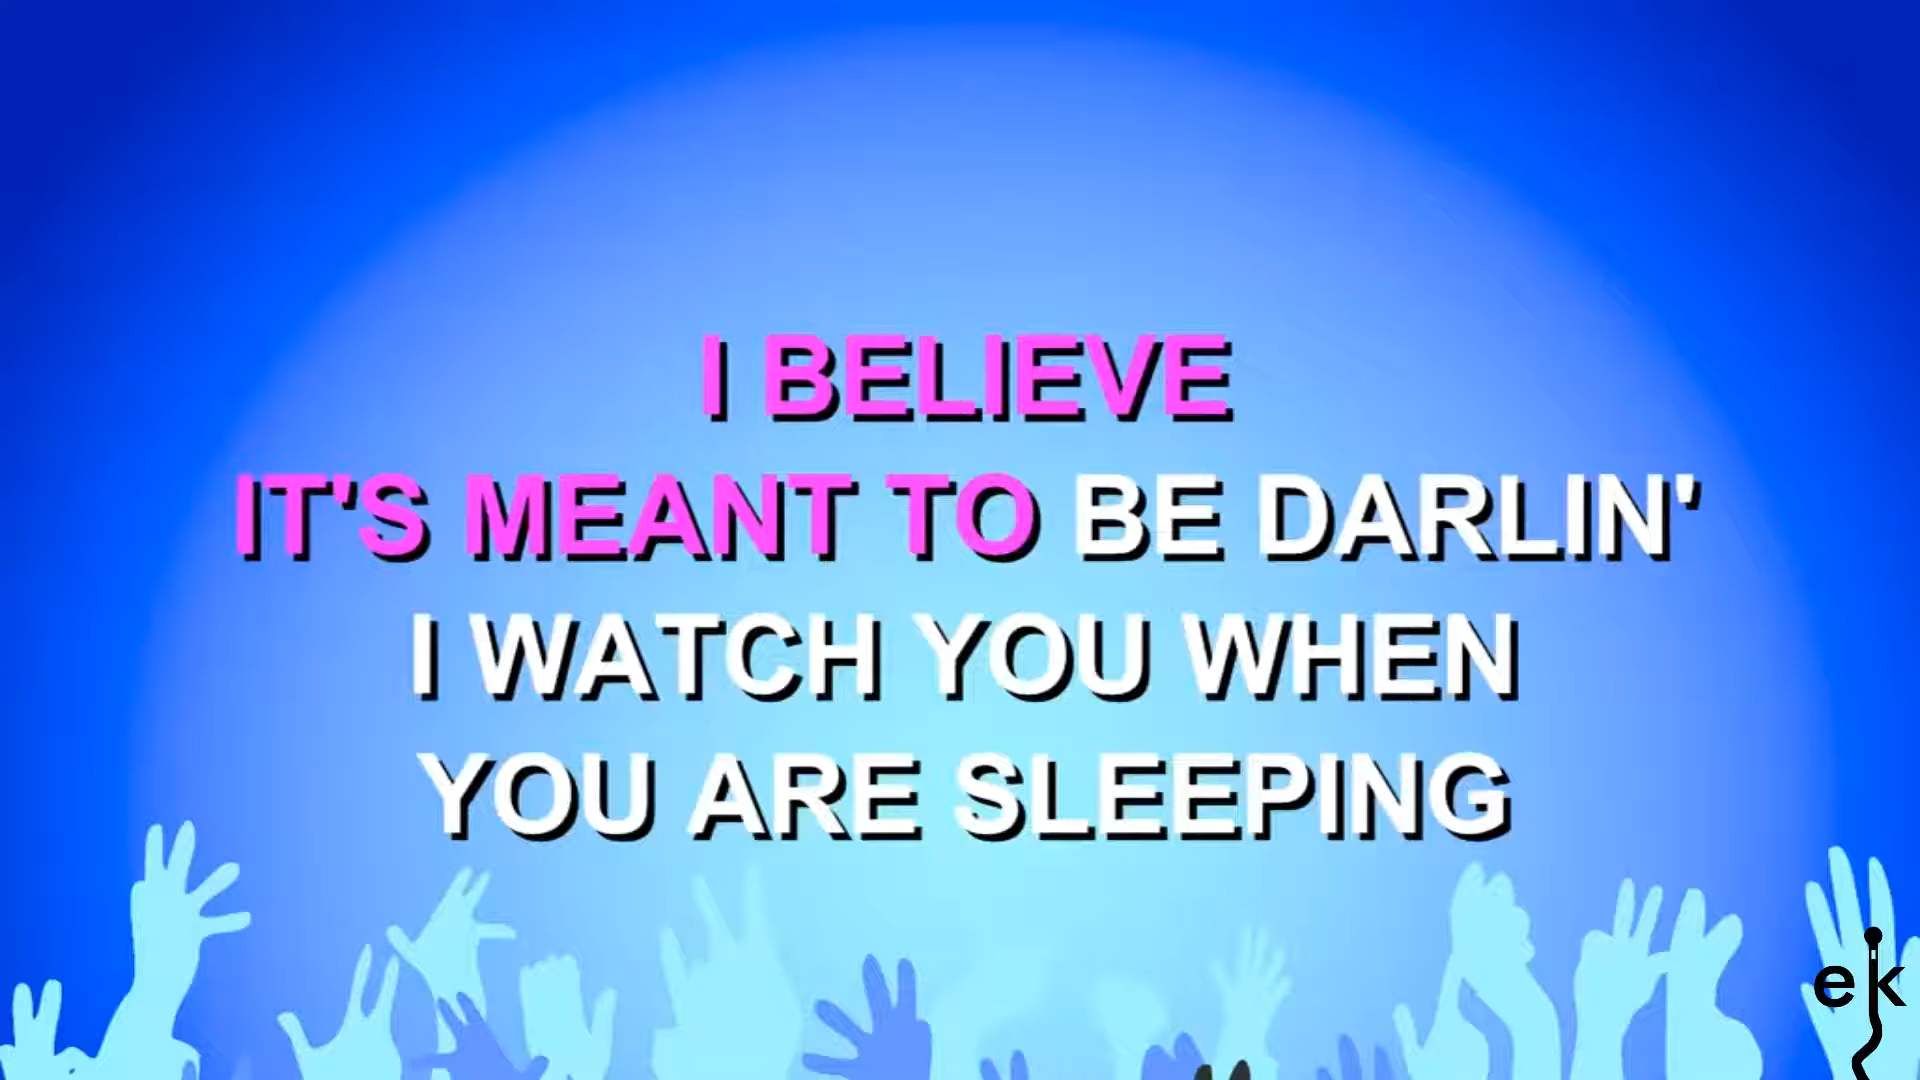 I BELIEVE
IT'S MEANT TO BE DARLIN'
I WATCH YOU WHEN
YOU ARE SLEEPING
ek